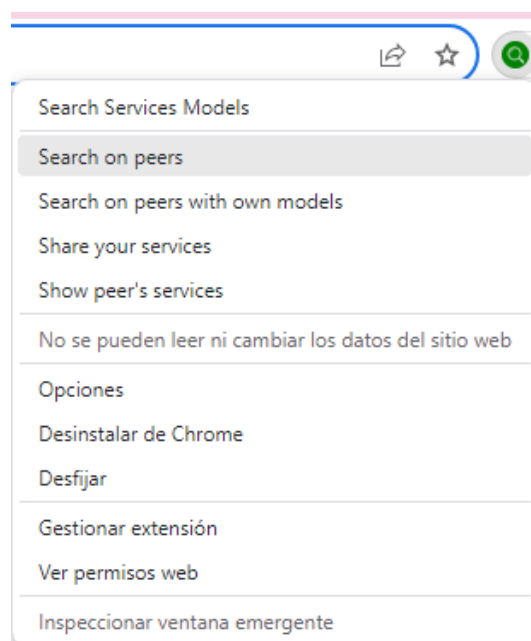 Search Services Models
Search on peers
Search on peers with own models
Share your services
Show peer's services
No se pueden leer ni cambiar los datos del sitio web
Opciones
Desinstalar de Chrome
Desfijar
Gestionar extensión
Ver permisos web
Inspeccionar ventana emergente